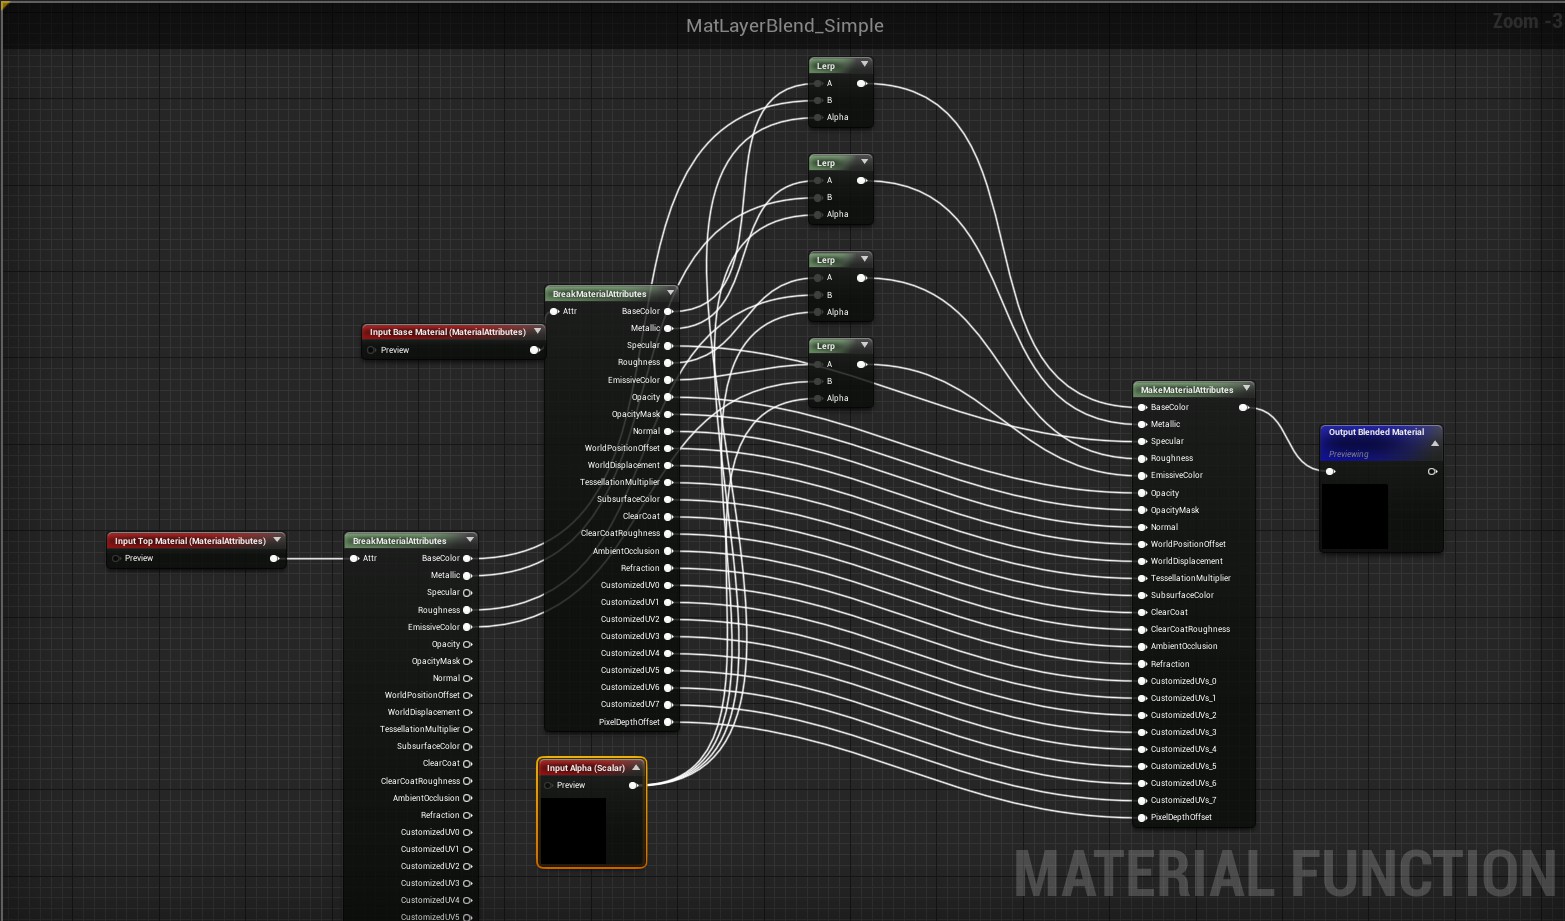 MatLayerBlend_Simple
Zoom -3
Lerp
A
B
Alpha
Lerp
A
B
Alpha
Lerp
A
B
Alpha
Lerp
A
B
Alpha
Input Base Material (MaterialAttributes)
Preview
BreakMaterialAttributes
Attr
BaseColor
Metallic
Specular
Roughness
EmissiveColor
Opacity
OpacityMask
Normal
WorldPositionOffset
WorldDisplacement
TessellationMultiplier
SubsurfaceColor
ClearCoat
ClearCoatRoughness
AmbientOcclusion
Refraction
CustomizedUV0
CustomizedUV1
CustomizedUV2
CustomizedUV3
CustomizedUV4
CustomizedUV5
CustomizedUV6
CustomizedUV7
PixelDepthOffset
Input Top Material (MaterialAttributes)
Preview
BreakMaterialAttributes
Attr
BaseColor
Metallic
Specular
Roughness
EmissiveColor
Opacity
OpacityMask
Normal
WorldPositionOffset
WorldDisplacement
TessellationMultiplier
SubsurfaceColor
ClearCoat
ClearCoatRoughness
AmbientOcclusion
Refraction
CustomizedUV0
CustomizedUV1
CustomizedUV2
CustomizedUV3
CustomizedUV4
CustomizedUV5
Input Alpha (Scalar)
Preview
MakeMaterialAttributes
BaseColor
Metallic
Specular
Roughness
EmissiveColor
Opacity
OpacityMask
Normal
WorldPositionOffset
WorldDisplacement
TessellationMultiplier
SubsurfaceColor
ClearCoat
ClearCoatRoughness
AmbientOcclusion
Refraction
CustomizedUVs_0
CustomizedUVs_1
CustomizedUVs_2
CustomizedUVs_3
CustomizedUVs_4
CustomizedUVs_5
CustomizedUVs_6
CustomizedUVs_7
PixelDepthOffset
Output Blended Material
Previewing
MATERIAL FUNCTION